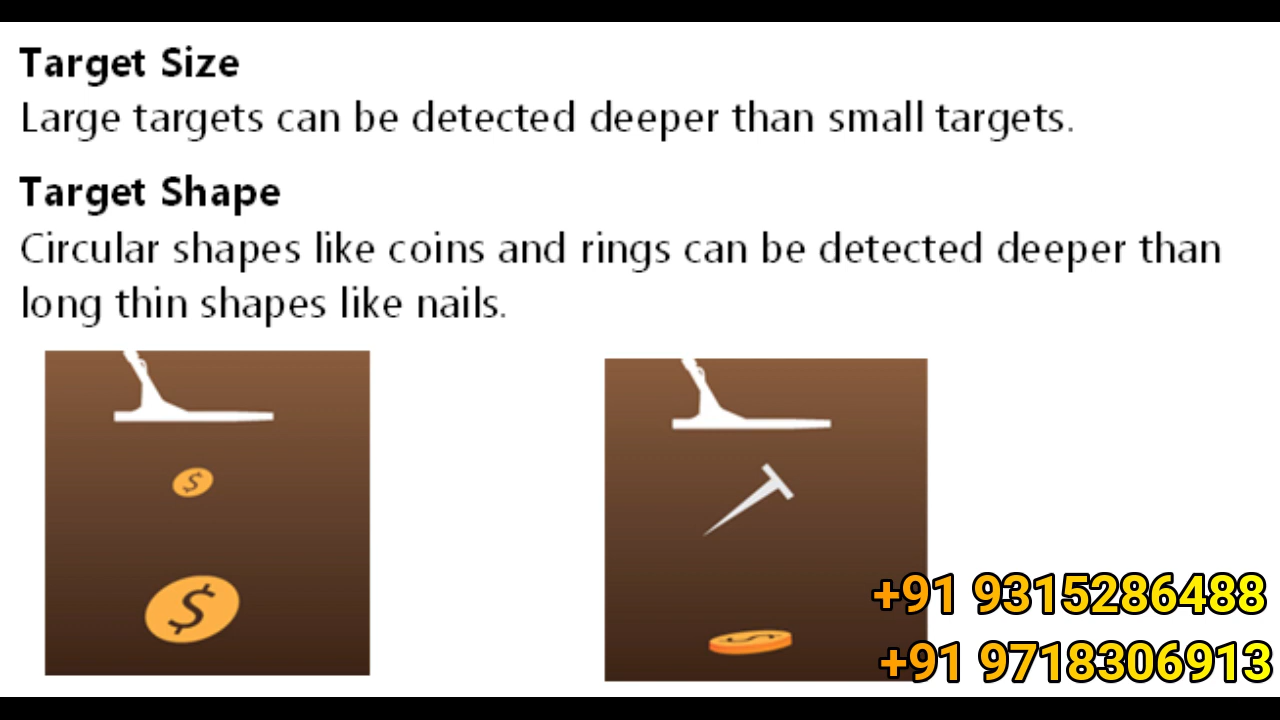 Target Size
Large targets can be detected deeper than small targets.
Target Shape
Circular shapes like coins and rings can be detected deeper than
long thin shapes like nails.
$
$
$
+91 9315286488
+91 9718306913